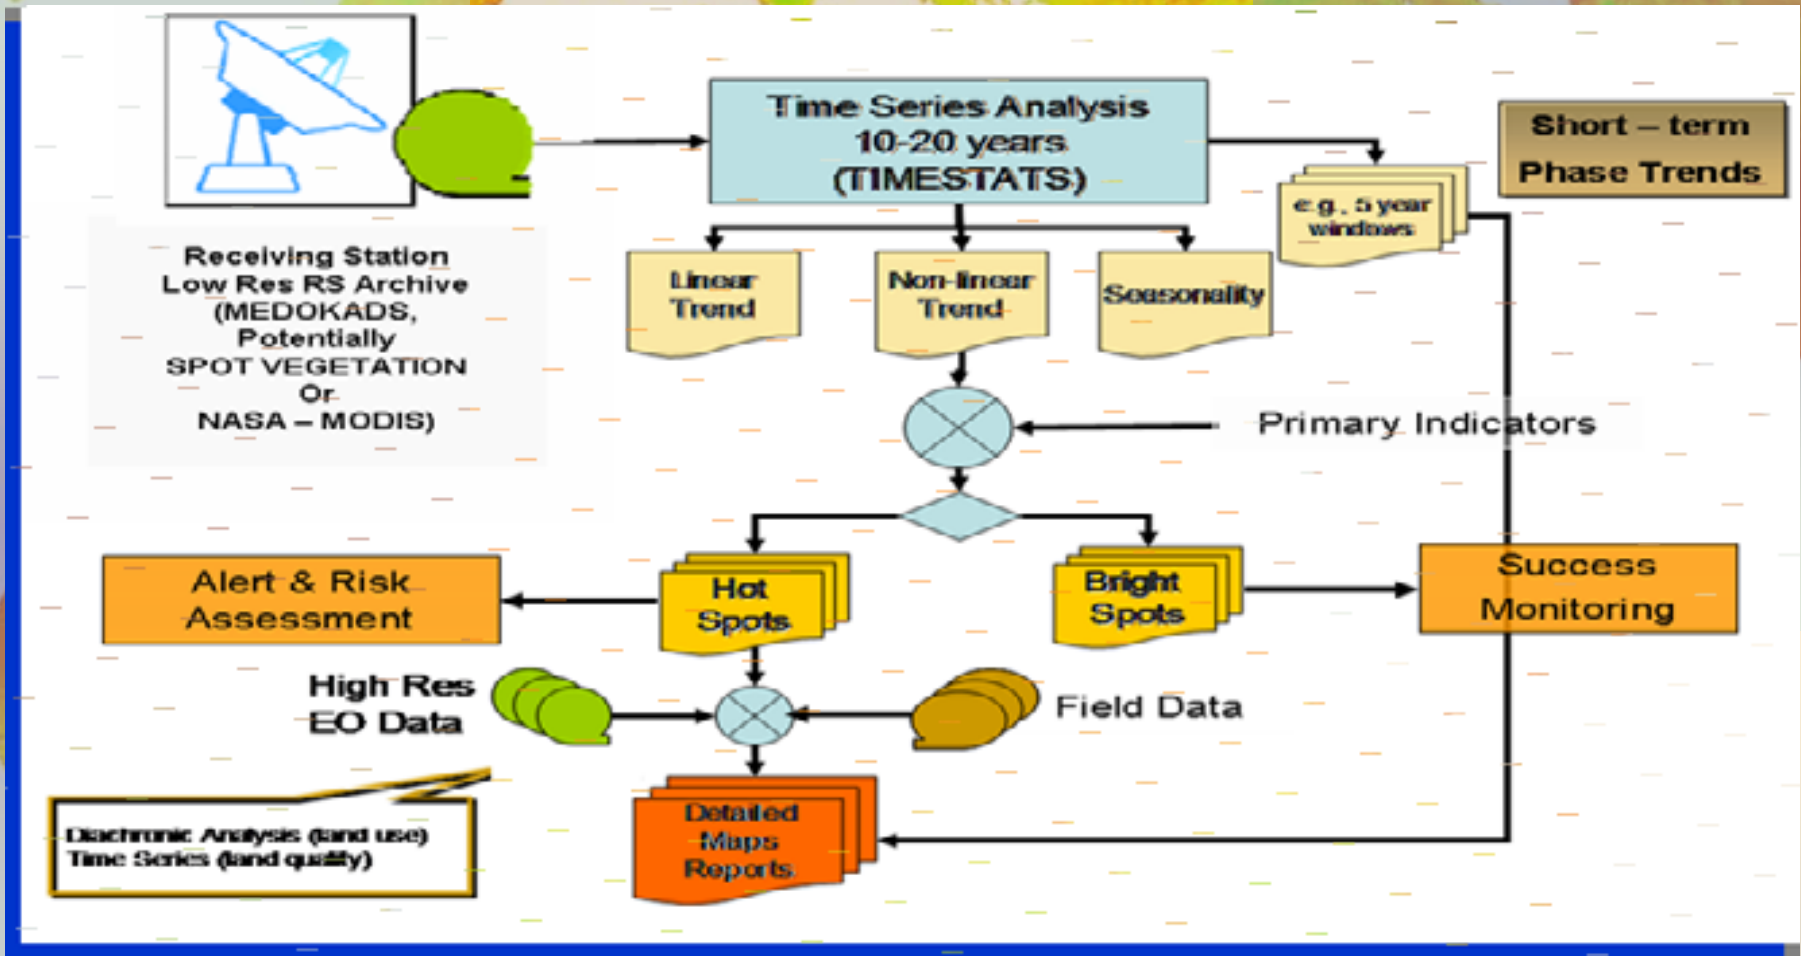 Time Series Analysis
10-20 years
(TIMESTATS)
Short – term
Phase Trends
e.g., 5 year
windows
Receiving Station
Low Res RS Archive
(MEDOKADS,
Potentially
SPOT VEGETATION
Or
NASA – MODIS)
Linear
Trend
Non-linear
Trend
Seasonality
Primary Indicators
Alert & Risk
Assessment
Hot
Spots
Bright
Spots
Success
Monitoring
High Res
EO Data
Field Data
Diachronic Analysis (land use)
Time Series (land quality)
Detailed
Maps
Reports